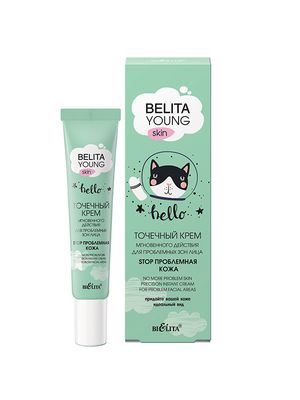 BELITA
YOUNG
skin
hello
ТОЧЕЧНЫЙ
КРЕМ
МГНОВЕННОГО
ДЕЙСТВИЯ
ДЛЯ ПРОБЛЕМНЫХ
ЗОН ЛИЦА
STOP ПРОБЛЕМНАЯ
КОЖА
BIELITA
BELITA
YOUNG
skin
hello
ТОЧЕЧНЫЙ КРЕМ
МГНОВЕННОГО ДЕЙСТВИЯ
ДЛЯ ПРОБЛЕМНЫХ ЗОН ЛИЦА
STOP ПРОБЛЕМНАЯ
КОЖА
NO MORE PROBLEM SKIN
PRECISION INSTANT CREAM
FOR PROBLEM FACIAL AREAS
придайте вашей коже
идеальный вид
BIELITA